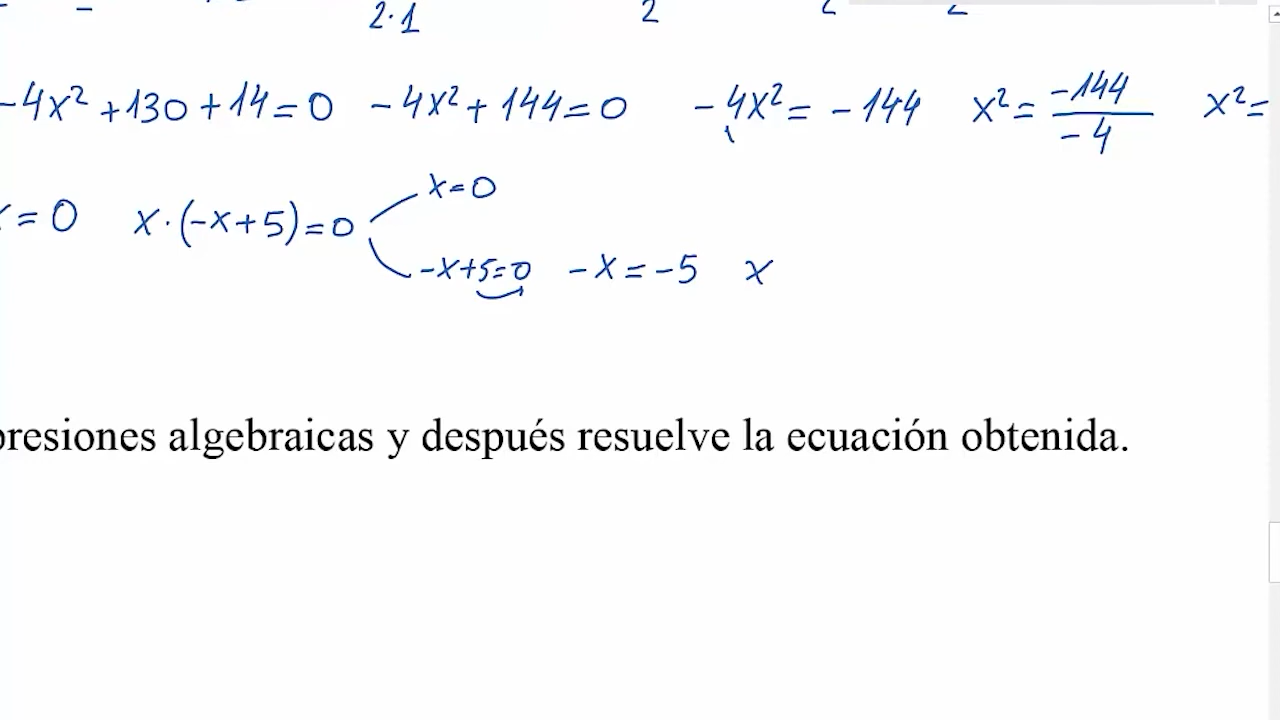 2·1 2
-4x²+130+14=0 -4x²+144=0 -4x²=-144 x²= -144/-4 x²=
x=0
=0 x·(-x+5)=0
-x+5=0 -x=-5 x
presiones algebraicas y después resuelve la ecuación obtenida.